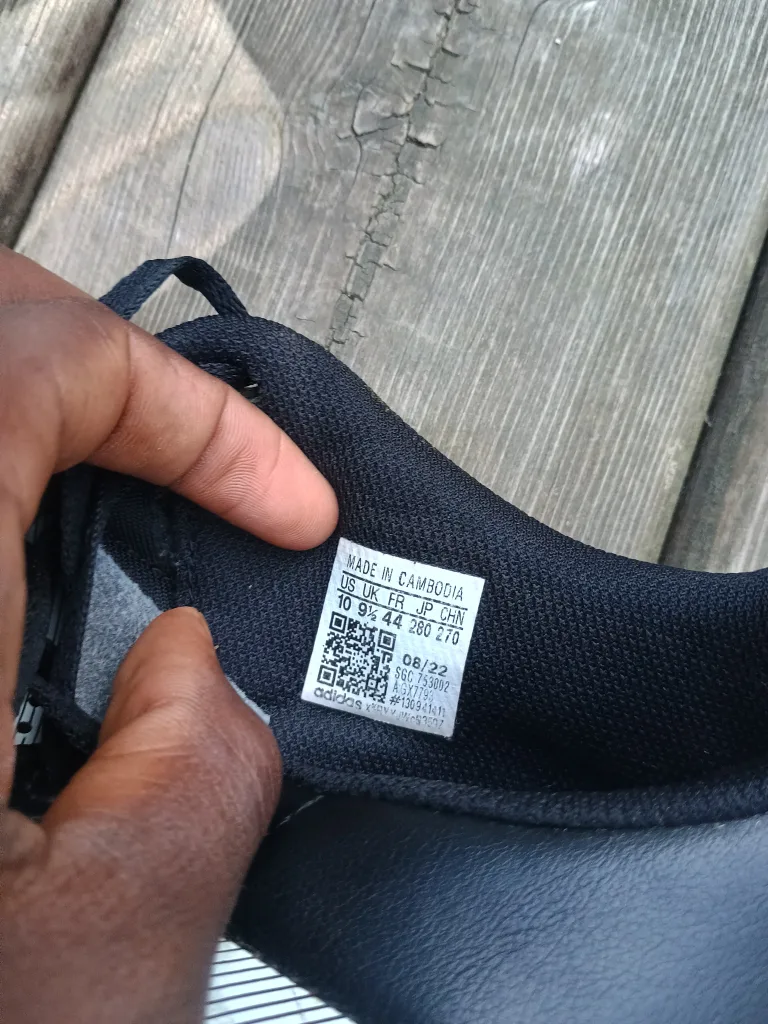 MADE IN CAMBODIA
US UK FR JP CHN
10 9½ 44 280 270
08/22
SGC 753002
#130941411
adidas